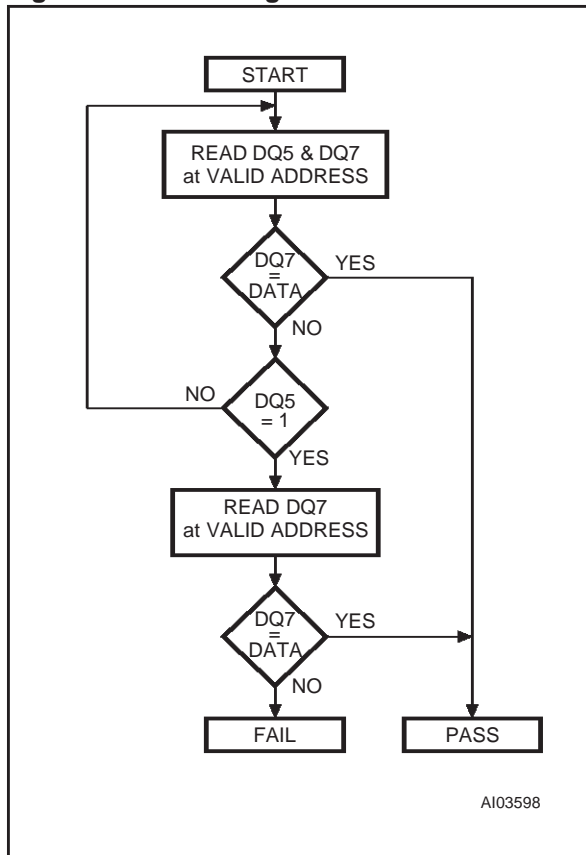 START
READ DQ5 & DQ7
at VALID ADDRESS
DQ7
=
DATA
YES
NO
NO
DQ5
= 1
YES
READ DQ7
at VALID ADDRESS
DQ7
=
DATA
YES
NO
FAIL
PASS
AI03598